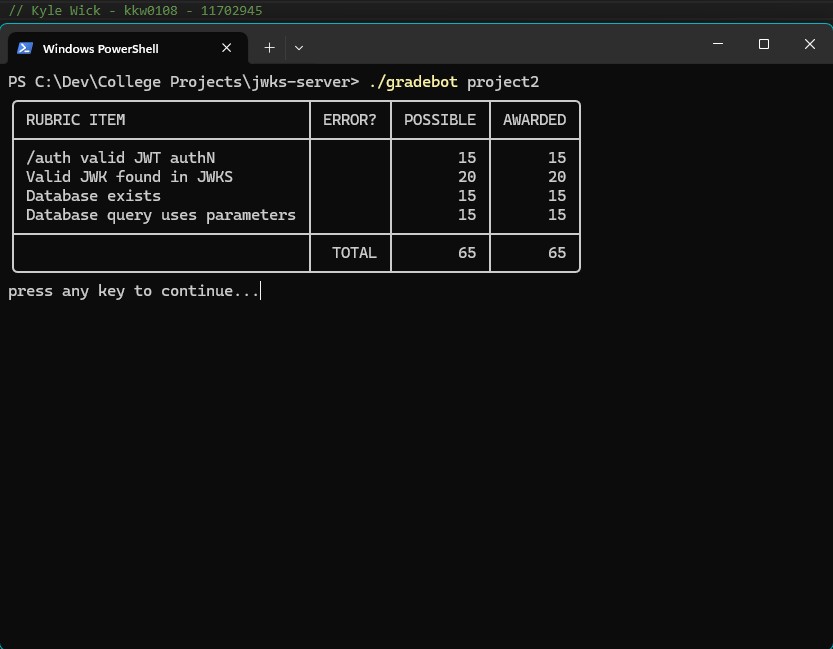 // Kyle Wick - kkw0108 - 11702945
Windows PowerShell
PS C:\Dev\College Projects\jwks-server> ./gradebot project2
RUBRIC ITEM ERROR? POSSIBLE AWARDED
/auth valid JWT authN 15 15
Valid JWK found in JWKS 20 20
Database exists 15 15
Database query uses parameters 15 15
TOTAL 65 65
press any key to continue...